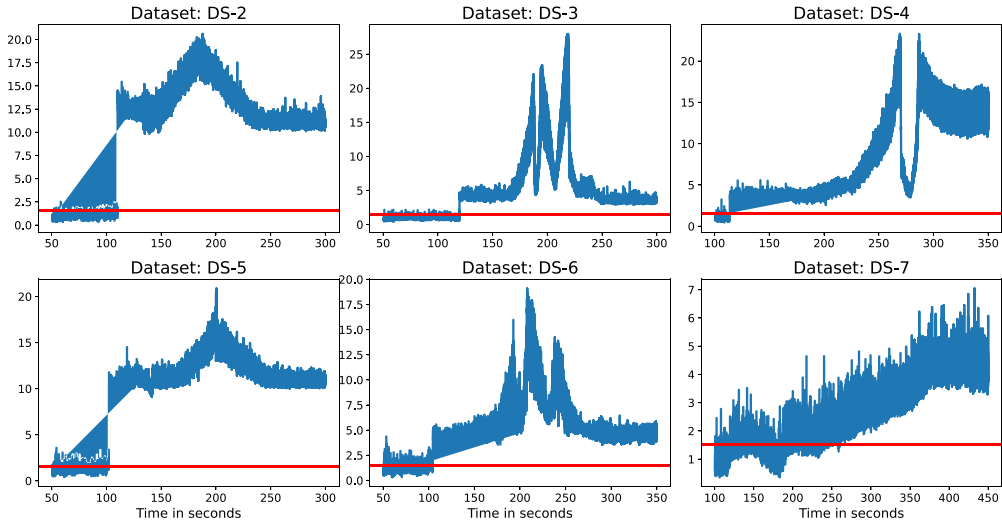 Dataset: DS-2
20.0
17.5
15.0
12.5
10.0
7.5
5.0
2.5
0.0
50 100 150 200 250 300
Dataset: DS-3
25
20
15
10
5
0
50 100 150 200 250 300
Dataset: DS-4
20
15
10
5
0
100 150 200 250 300 350
Dataset: DS-5
20
15
10
5
0
50 100 150 200 250 300
Time in seconds
Dataset: DS-6
20.0
17.5
15.0
12.5
10.0
7.5
5.0
2.5
0.0
50 100 150 200 250 300 350
Time in seconds
Dataset: DS-7
7
6
5
4
3
2
1
100 150 200 250 300 350 400 450
Time in seconds